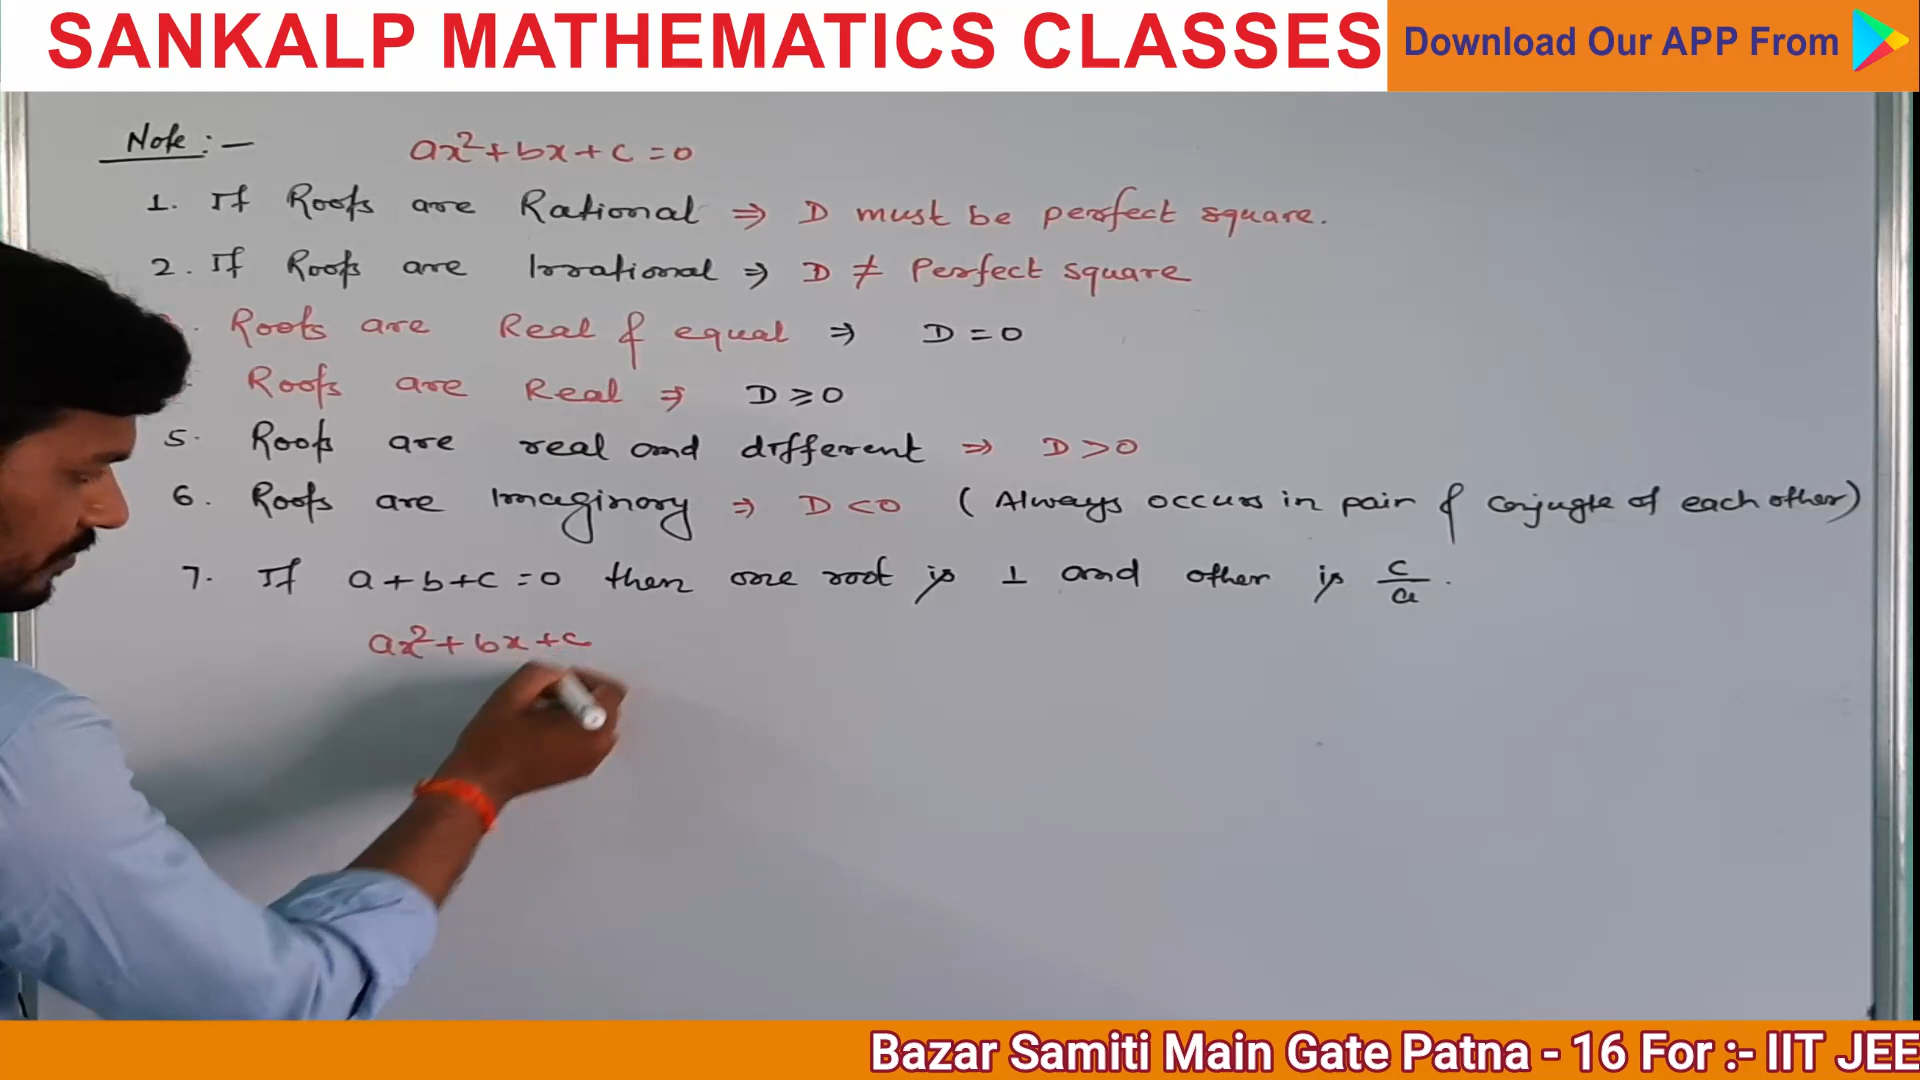 SANKALP MATHEMATICS CLASSES
Download Our APP From
Note :-
ax²+bx+c=0
1. If Roots are Rational ⇒ D must be perfect square.
2. If Roots are Irrational ⇒ D ≠ Perfect square
. Roots are Real & equal ⇒ D=0
Roots are Real ⇒ D≥0
5. Roots are real and different ⇒ D>0
6. Roots are Imaginary ⇒ D<0 (Always occurs in pair & conjugte of each other)
7. If a+b+c=0 then one root is 1 and other is c/a.
ax²+bx+c
Bazar Samiti Main Gate Patna - 16 For :- IIT JEE